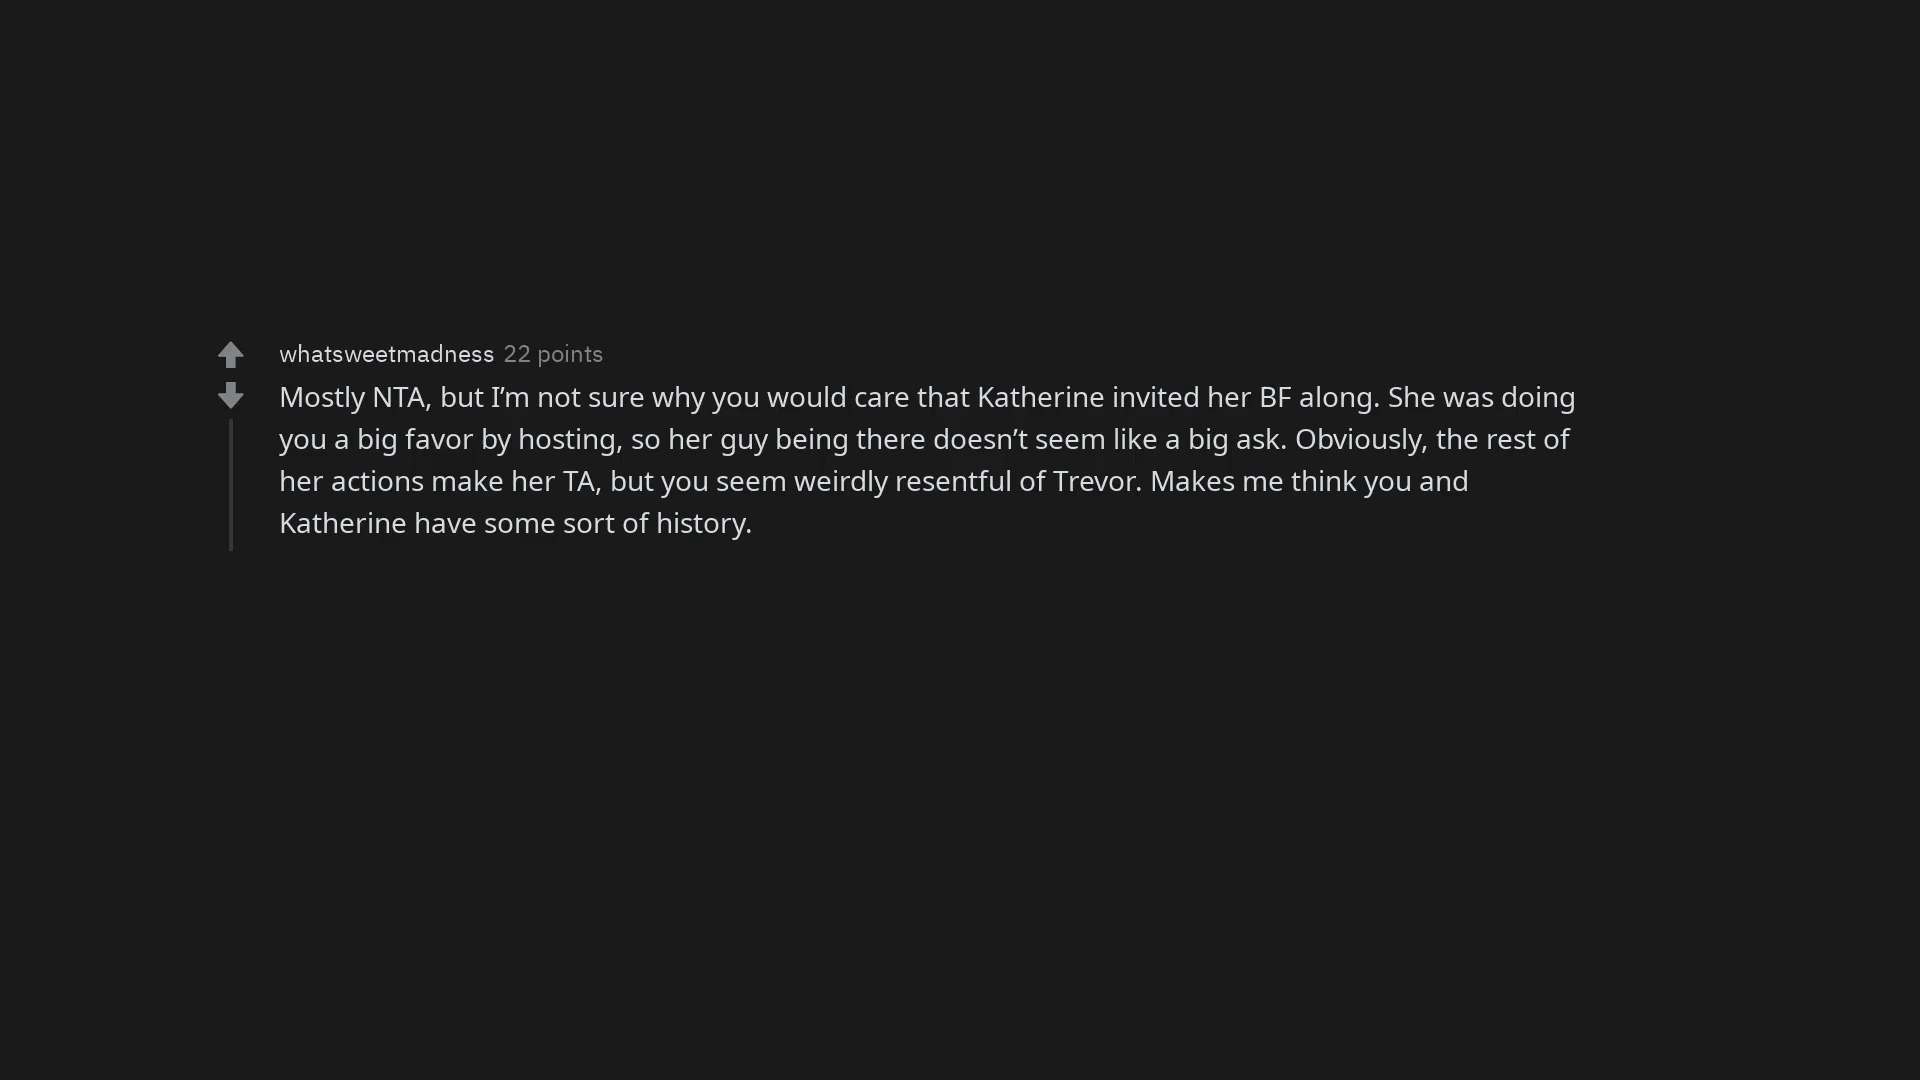 whatsweetmadness 22 points
Mostly NTA, but I’m not sure why you would care that Katherine invited her BF along. She was doing
you a big favor by hosting, so her guy being there doesn’t seem like a big ask. Obviously, the rest of
her actions make her TA, but you seem weirdly resentful of Trevor. Makes me think you and
Katherine have some sort of history.